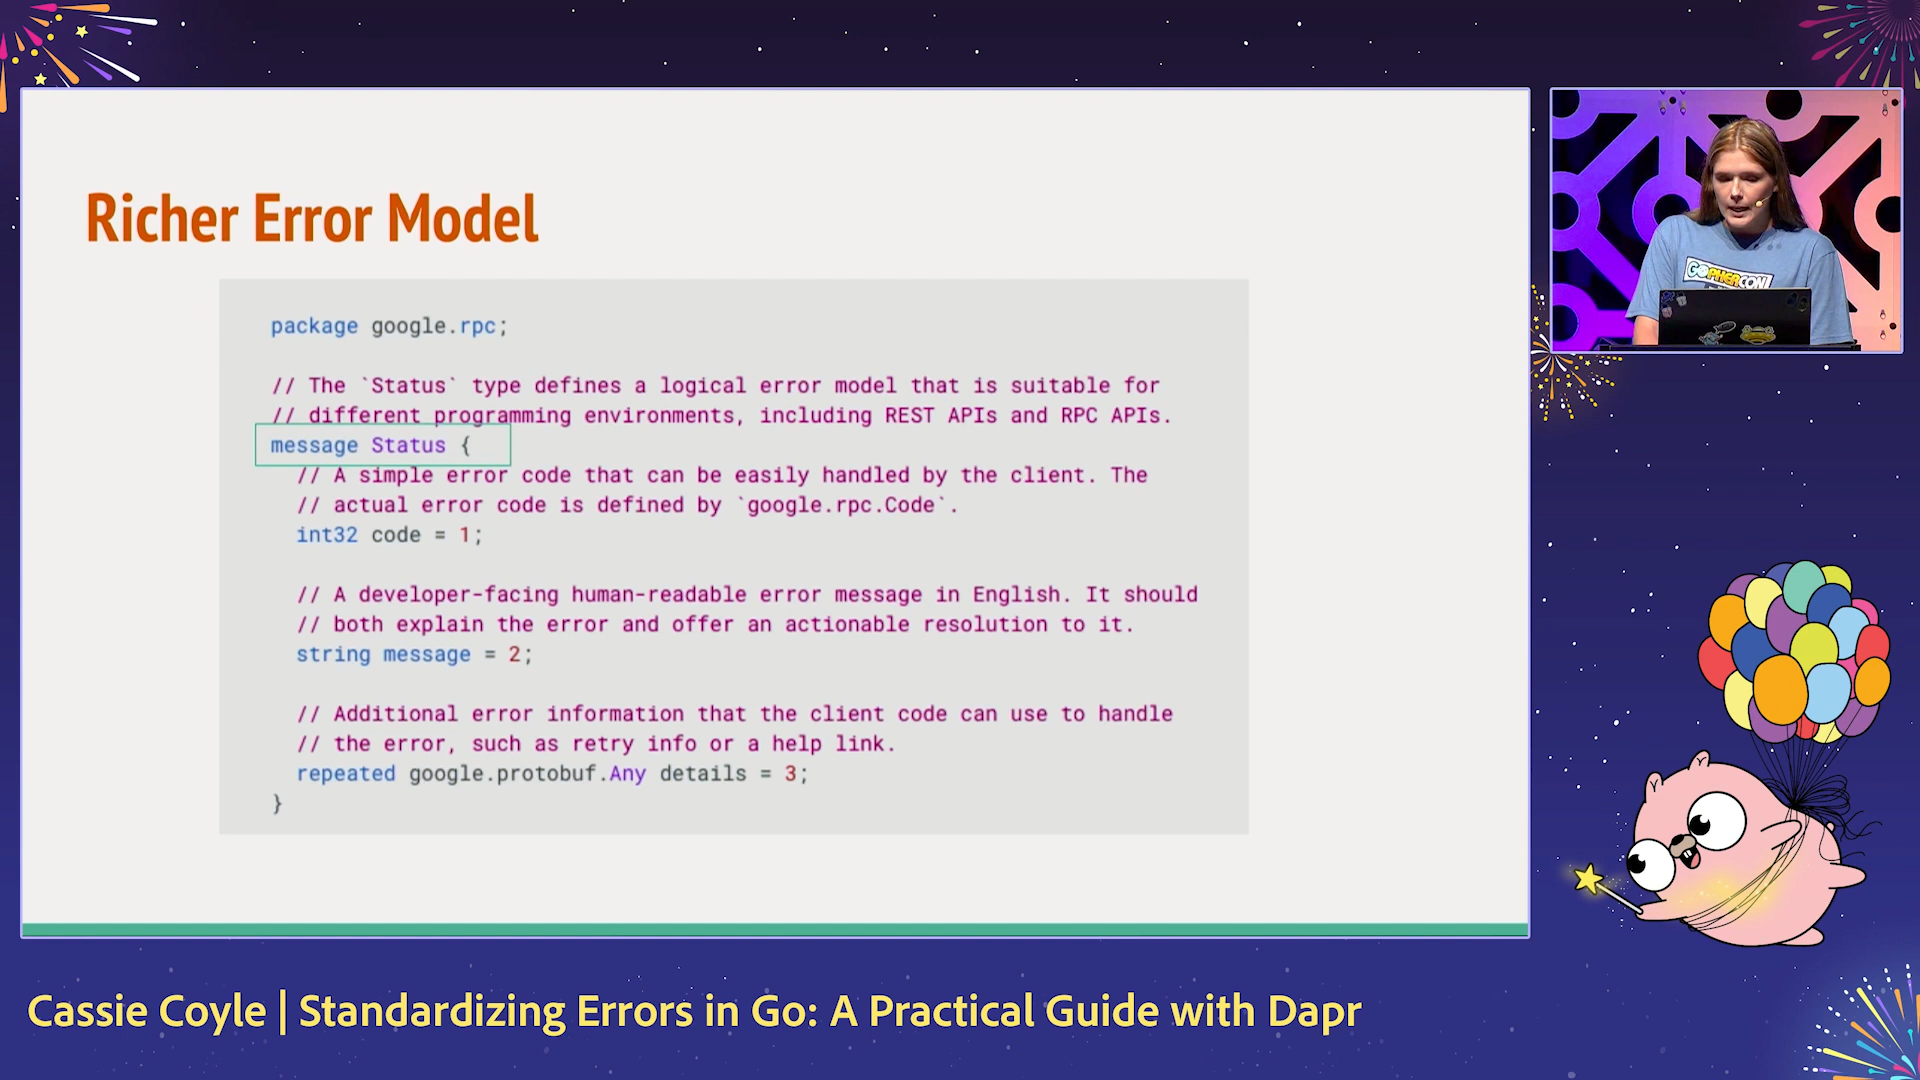 Richer Error Model
package google.rpc;
// The `Status` type defines a logical error model that is suitable for
// different programming environments, including REST APIs and RPC APIs.
message Status {
// A simple error code that can be easily handled by the client. The
// actual error code is defined by `google.rpc.Code`.
int32 code = 1;
// A developer-facing human-readable error message in English. It should
// both explain the error and offer an actionable resolution to it.
string message = 2;
// Additional error information that the client code can use to handle
// the error, such as retry info or a help link.
repeated google.protobuf.Any details = 3;
}
GOPHERCON
Cassie Coyle | Standardizing Errors in Go: A Practical Guide with Dapr